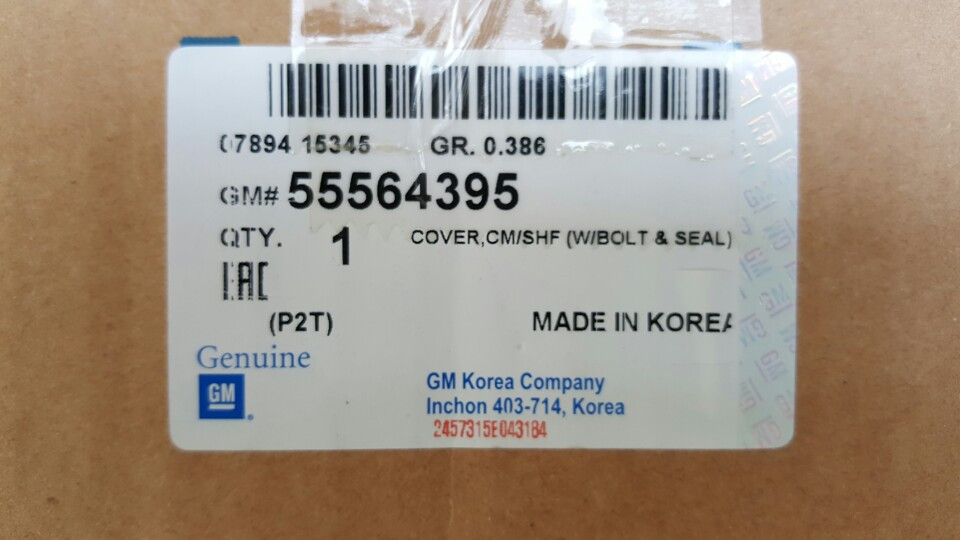 07894 15345 GR. 0.386
GM# 55564395
QTY. 1 COVER,CM/SHF (W/BOLT & SEAL)
EAC
(P2T) MADE IN KOREA
Genuine
GM
GM Korea Company
Inchon 403-714, Korea
2457315E043184